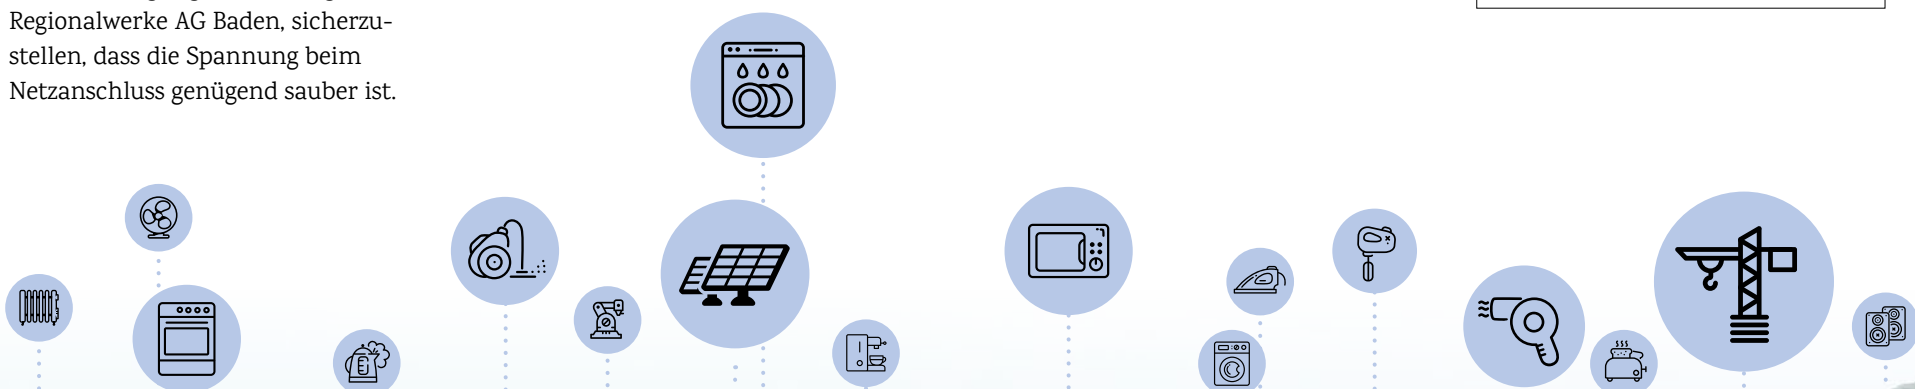 Regionalwerke AG Baden, sicherzu-
stellen, dass die Spannung beim
Netzanschluss genügend sauber ist.